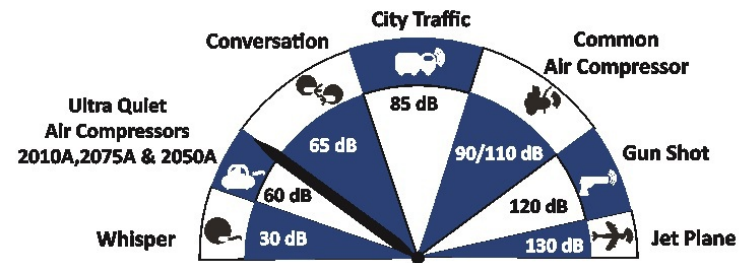 City Traffic
Conversation
Common
Air Compressor
85 dB
Ultra Quiet
Air Compressors
2010A,2075A & 2050A
65 dB
90/110 dB
Gun Shot
60 dB
120 dB
Whisper
30 dB
130 dB
Jet Plane